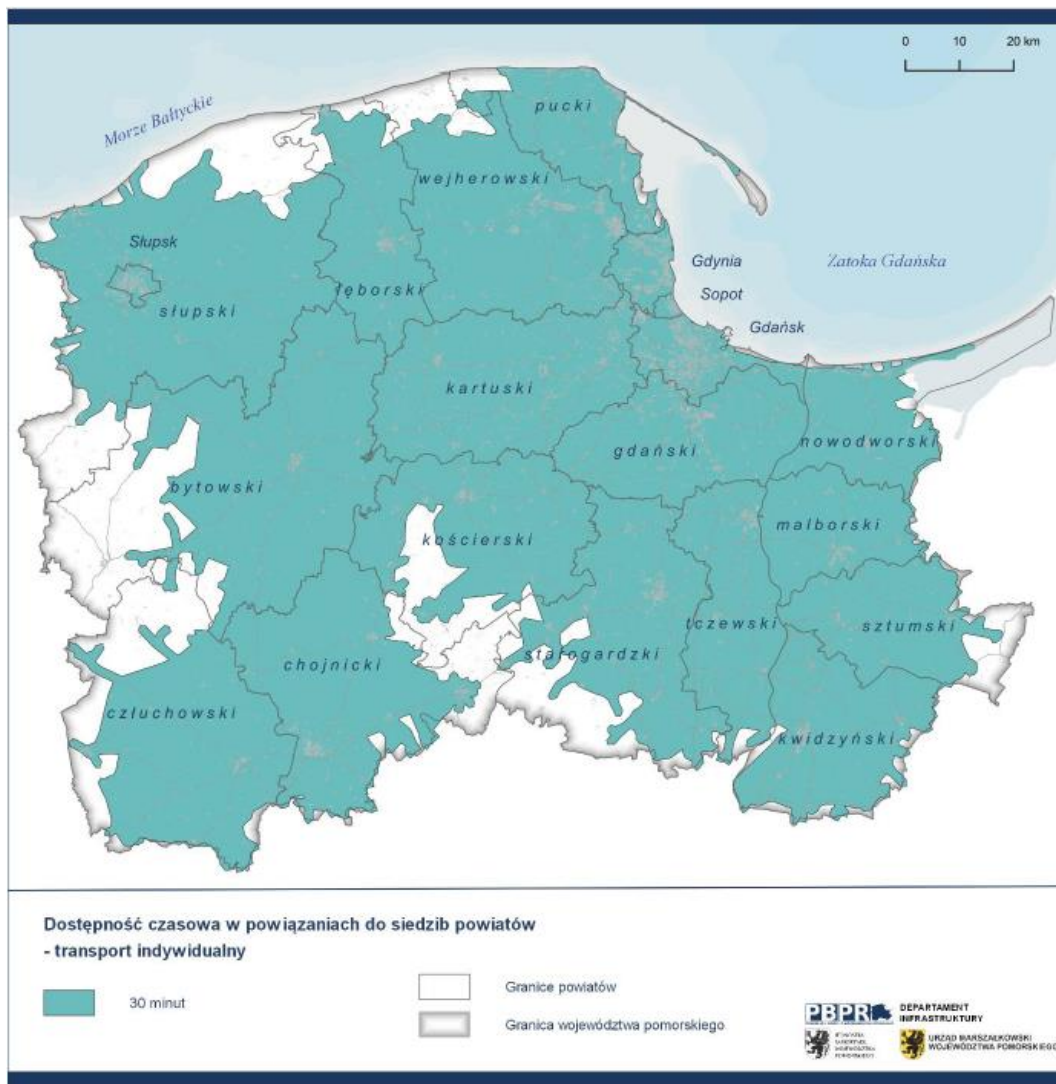 0 10 20 km
Morze Bałtyckie
pucki
wejherowski
Słupsk
Gdynia
Zatoka Gdańska
Sopot
lęborski
słupski
Gdańsk
kartuski
gdański
nowodworski
bytowski
malborski
kościerski
tczewski
sztumski
chojnicki
starogardzki
człuchowski
kwidzyński
Dostępność czasowa w powiązaniach do siedzib powiatów
- transport indywidualny
30 minut
Granice powiatów
Granica województwa pomorskiego
PBPR
DEPARTAMENT
INFRASTRUKTURY
URZĄD MARSZAŁKOWSKI
WOJEWÓDZTWA POMORSKIEGO